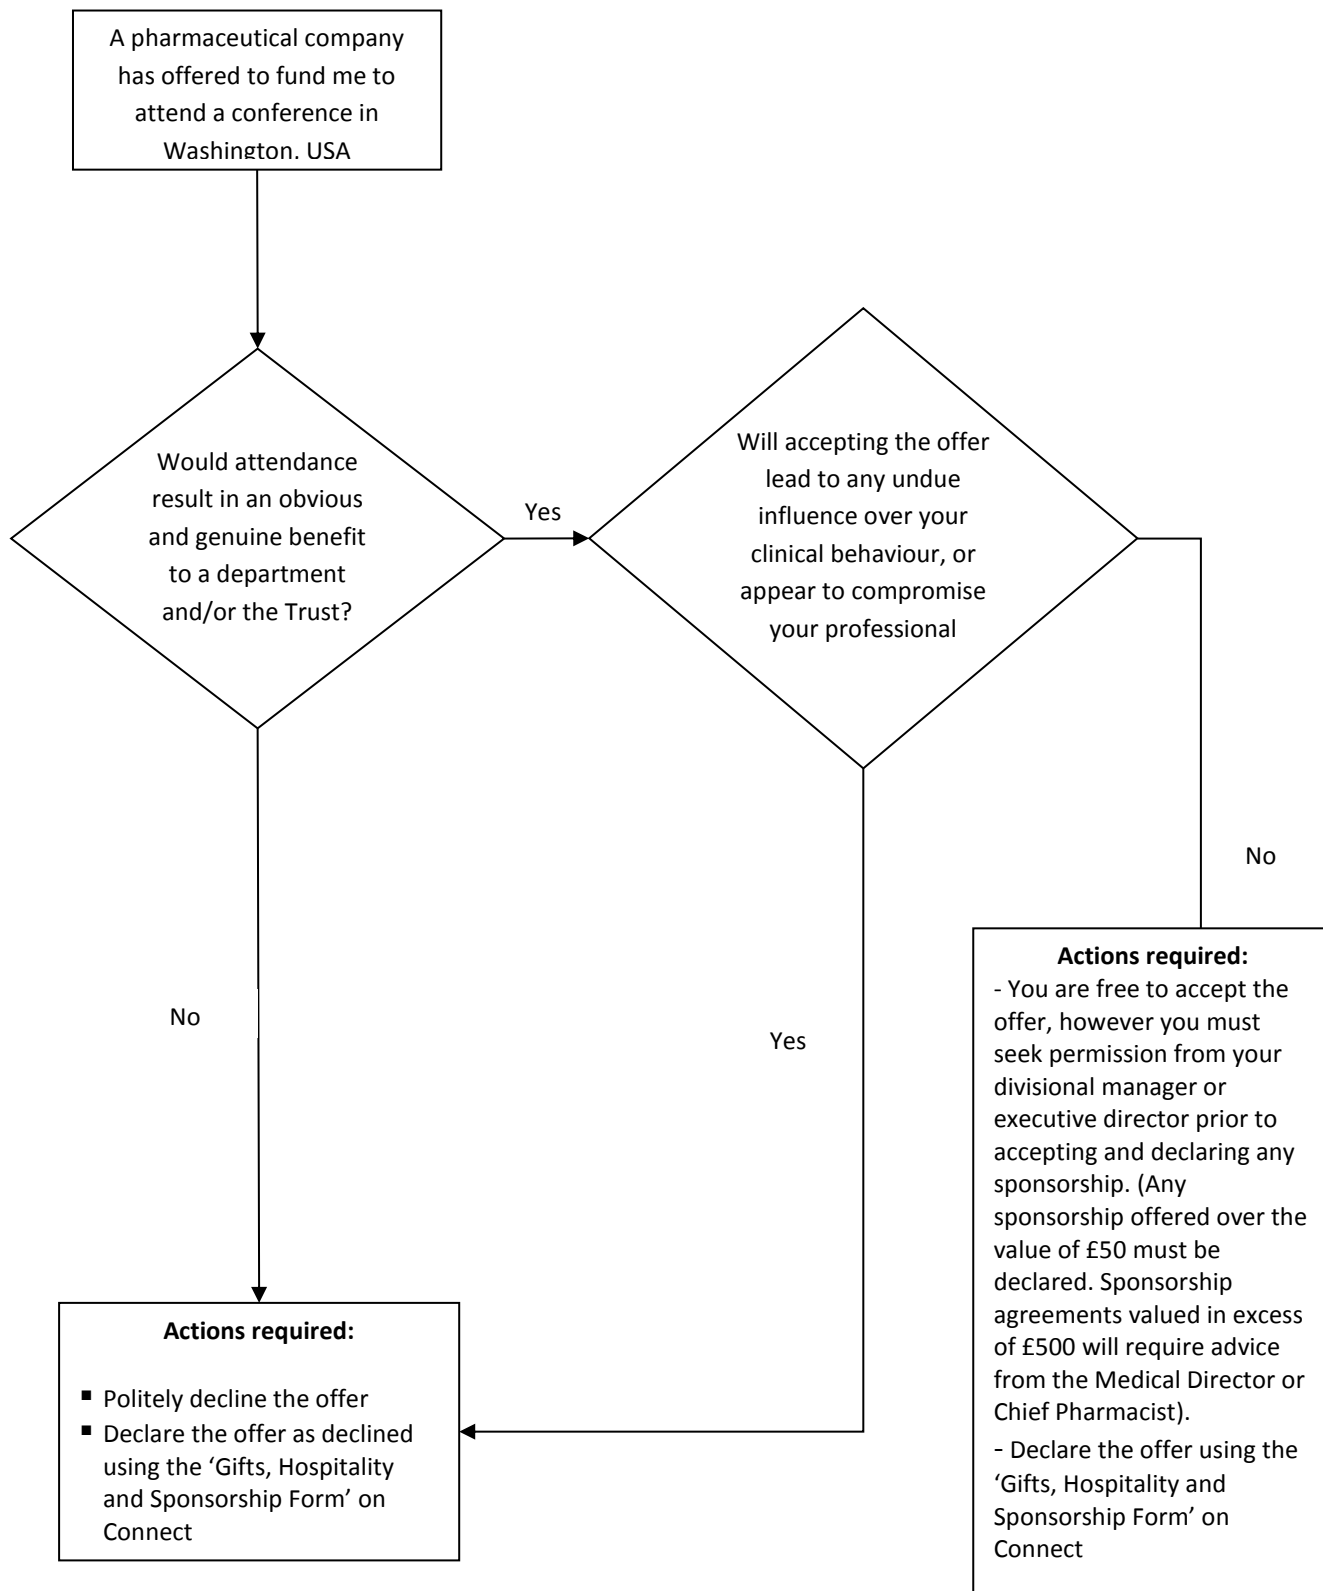 A pharmaceutical company
has offered to fund me to
attend a conference in
Washington, USA
Would attendance
result in an obvious
and genuine benefit
to a department
and/or the Trust?
Yes
Will accepting the offer
lead to any undue
influence over your
clinical behaviour, or
appear to compromise
your professional
No
No
Yes
Actions required:
- You are free to accept the
offer, however you must
seek permission from your
divisional manager or
executive director prior to
accepting and declaring any
sponsorship. (Any
sponsorship offered over the
value of £50 must be
declared. Sponsorship
agreements valued in excess
of £500 will require advice
from the Medical Director or
Chief Pharmacist).
- Declare the offer using the
‘Gifts, Hospitality and
Sponsorship Form’ on
Connect
Actions required:
▪ Politely decline the offer
▪ Declare the offer as declined
using the ‘Gifts, Hospitality
and Sponsorship Form’ on
Connect